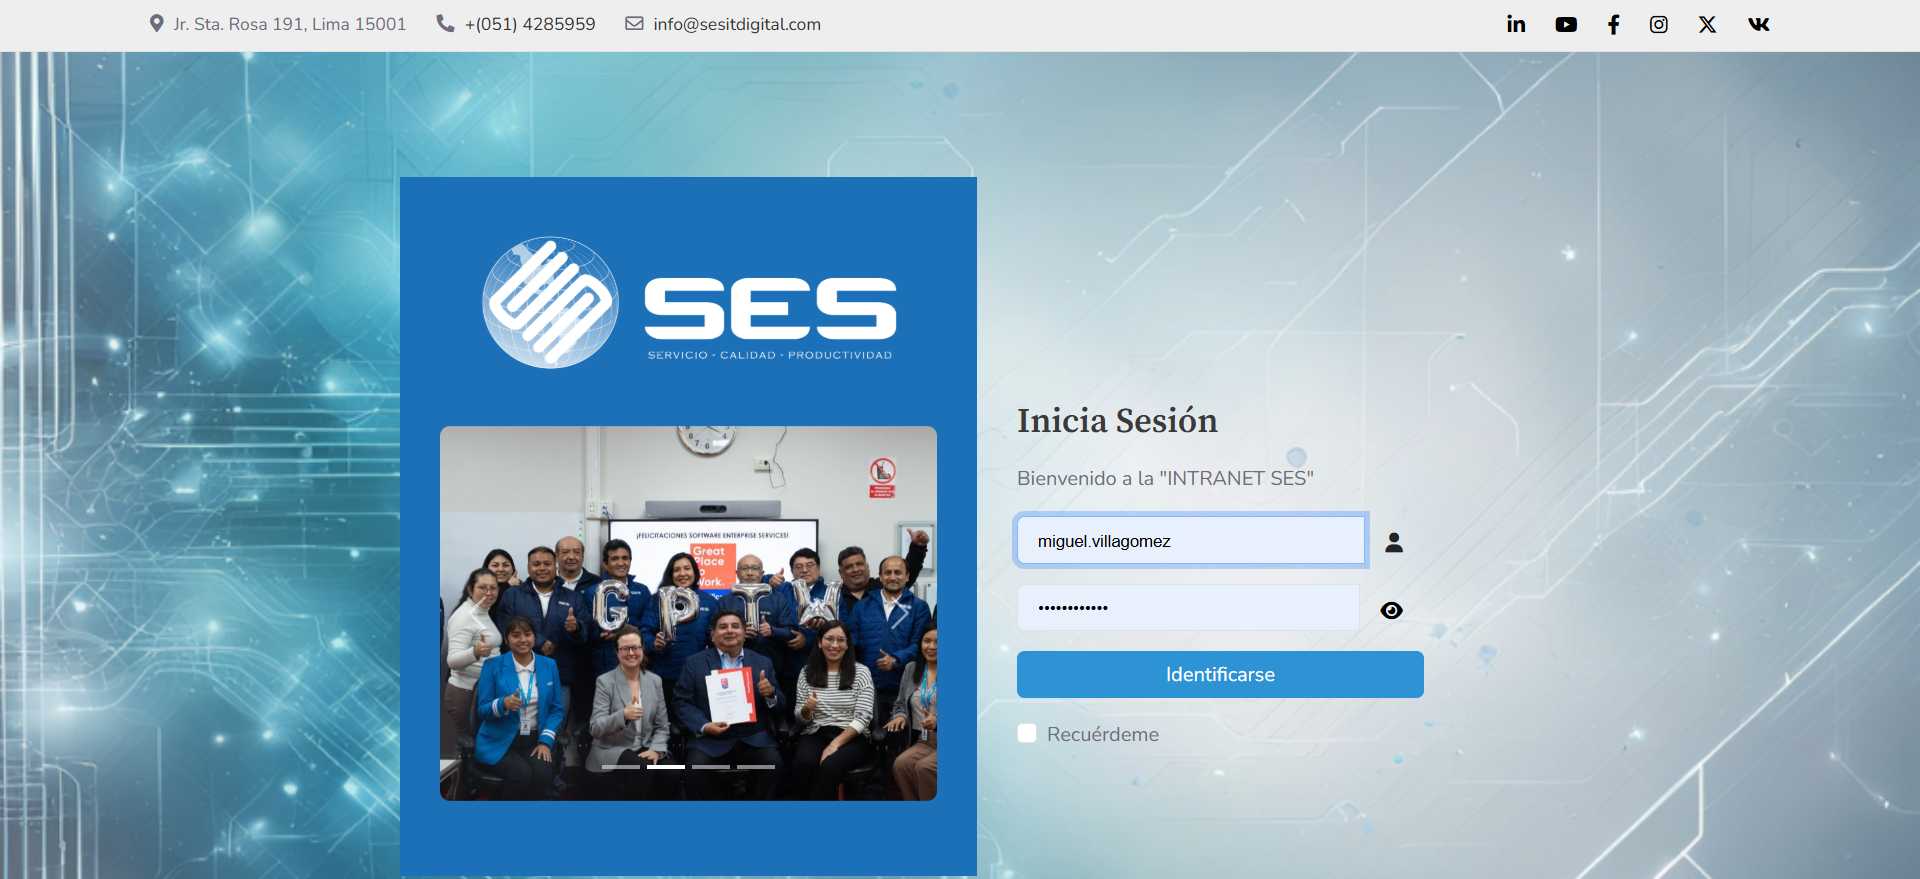 Jr. Sta. Rosa 191, Lima 15001
+(051) 4285959
info@sesitdigital.com
SES
SERVICIO - CALIDAD - PRODUCTIVIDAD
¡FELICITACIONES SOFTWARE ENTERPRISE SERVICES!
Great
Place
To
Work.
G P T W
Inicia Sesión
Bienvenido a la "INTRANET SES"
miguel.villagomez
••••••••••••
Identificarse
Recuérdeme